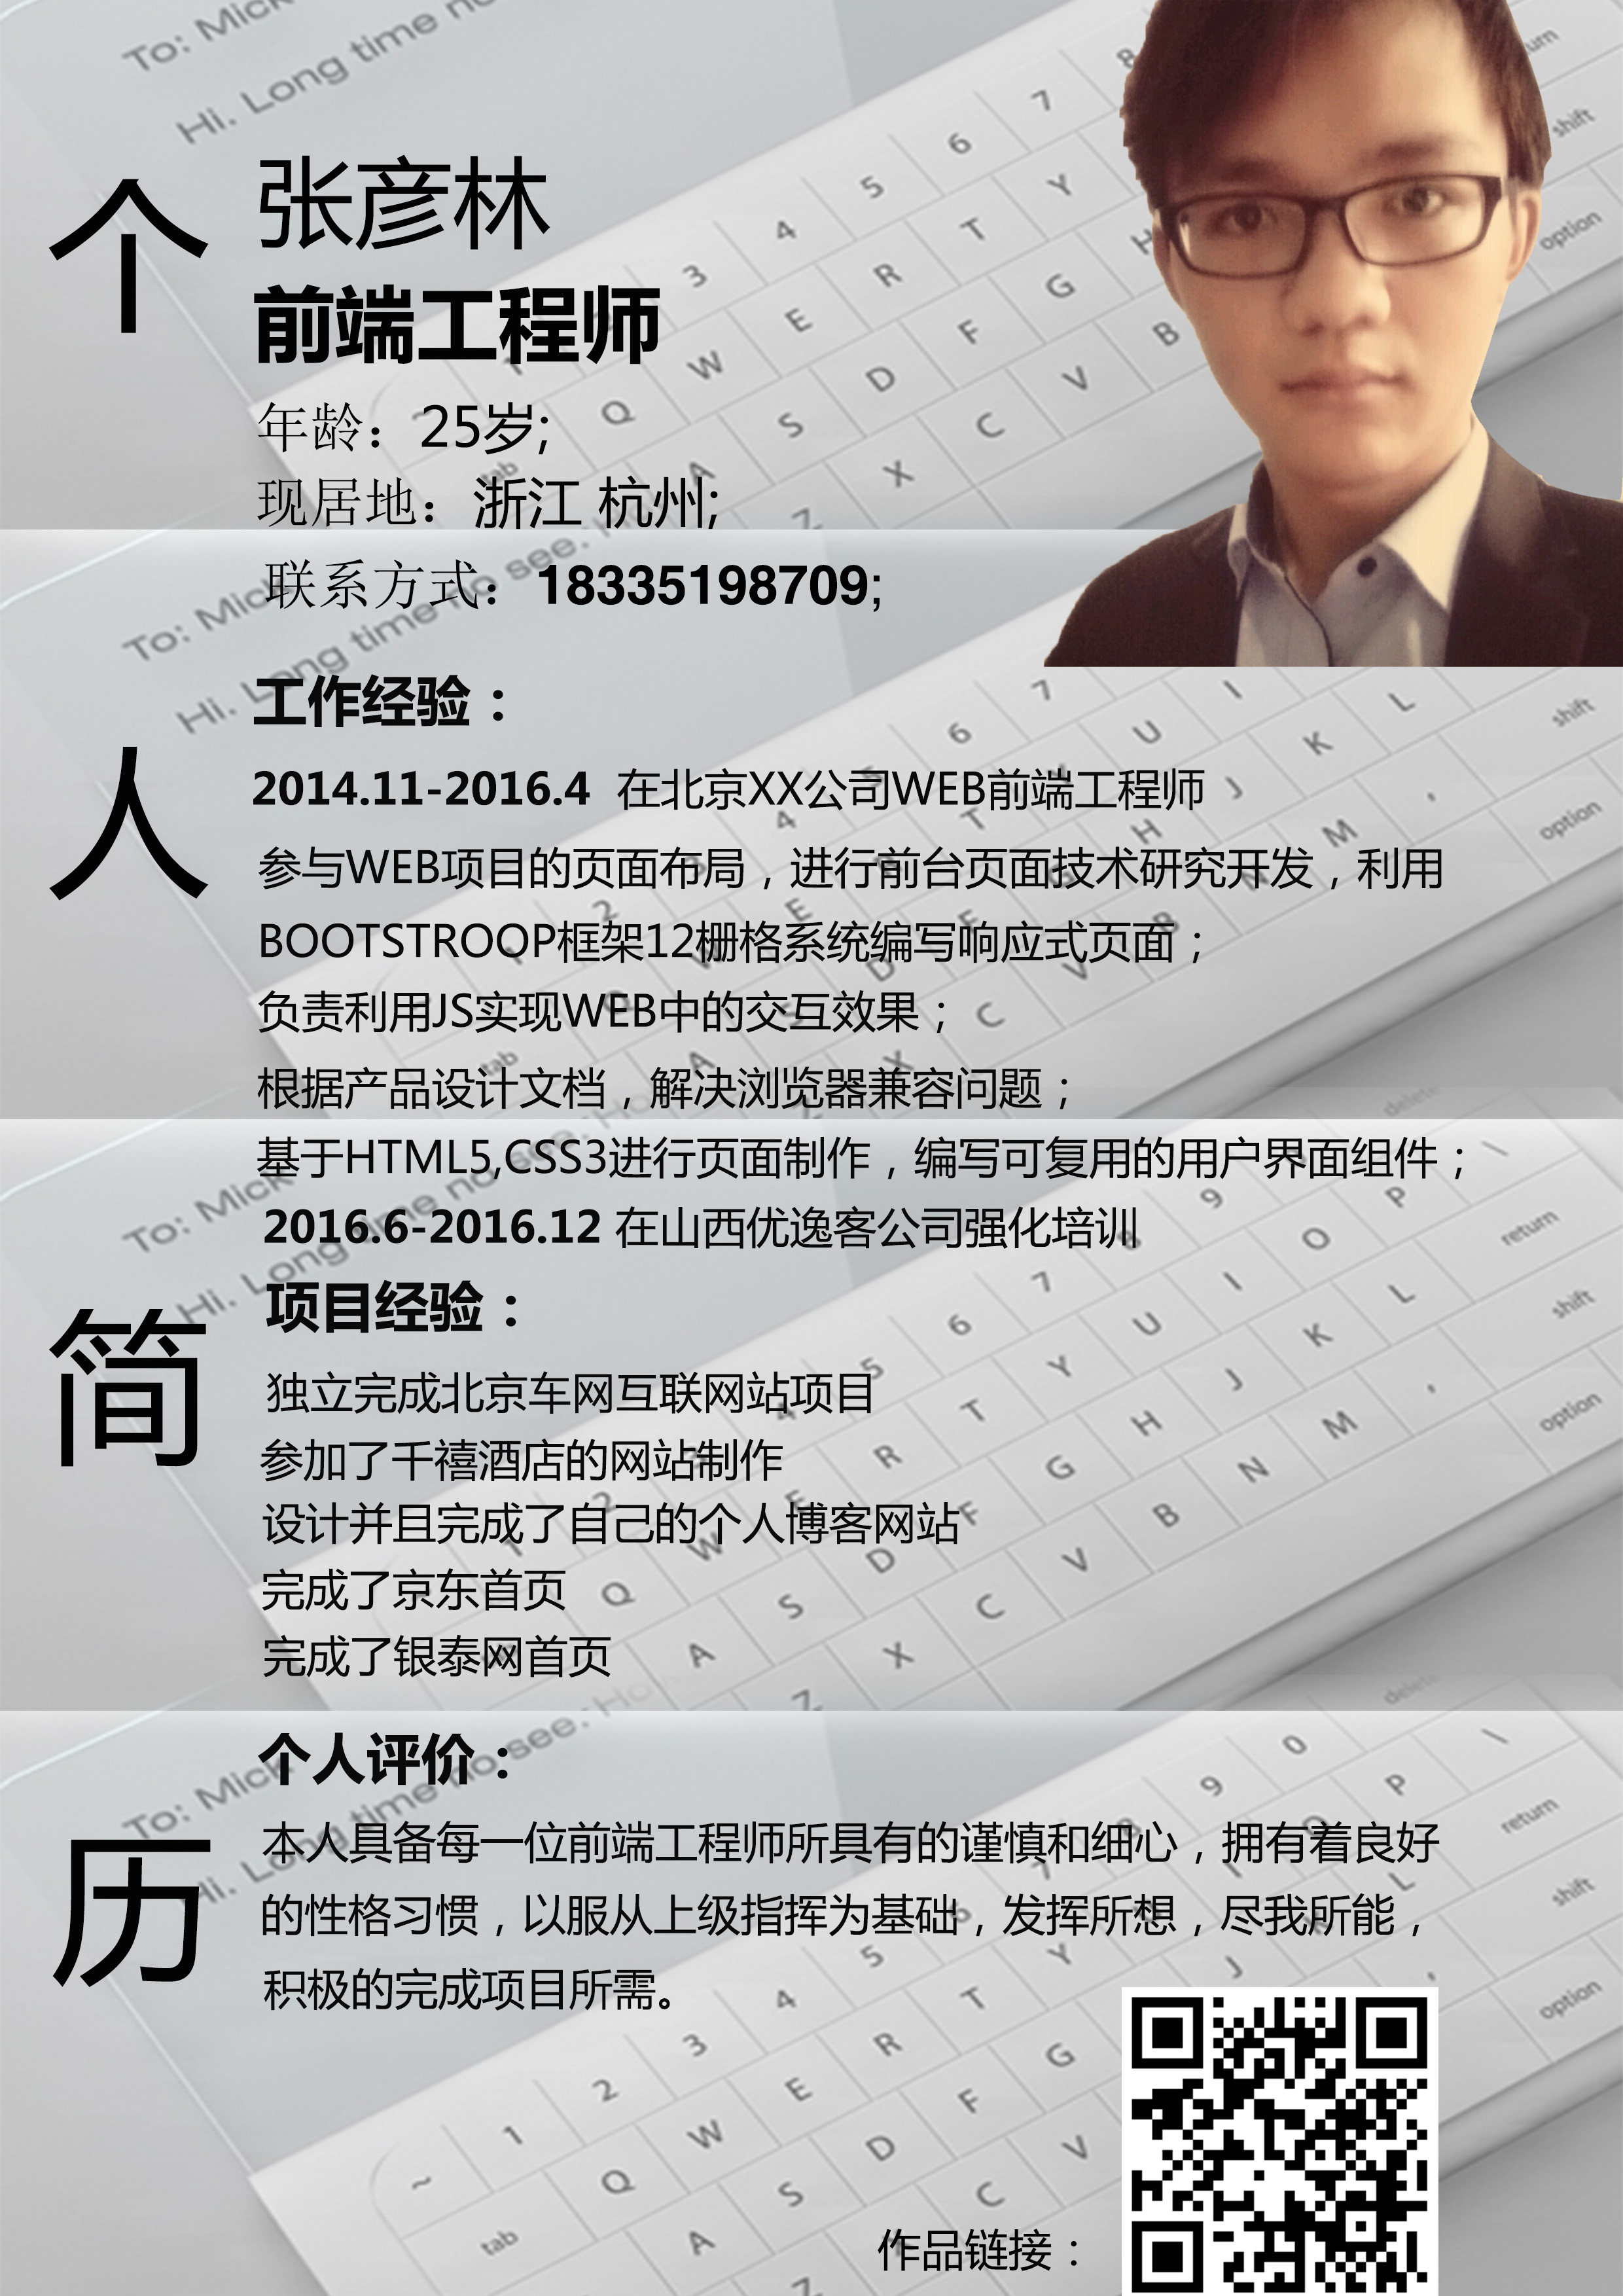 个人简历
张彦林
前端工程师
年龄：25岁;
现居地：浙江 杭州;
联系方式：18335198709;
工作经验：
2014.11-2016.4 在北京XX公司WEB前端工程师
参与WEB项目的页面布局，进行前台页面技术研究开发，利用
BOOTSTROOP框架12栅格系统编写响应式页面；
负责利用JS实现WEB中的交互效果；
根据产品设计文档，解决浏览器兼容问题；
基于HTML5,CSS3进行页面制作，编写可复用的用户界面组件；
2016.6-2016.12 在山西优逸客公司强化培训
项目经验：
独立完成北京车网互联网站项目
参加了千禧酒店的网站制作
设计并且完成了自己的个人博客网站
完成了京东首页
完成了银泰网首页
个人评价：
本人具备每一位前端工程师所具有的谨慎和细心，拥有着良好
的性格习惯，以服从上级指挥为基础，发挥所想，尽我所能，
积极的完成项目所需。
作品链接：
To: Mick
Hi. Long time no see.